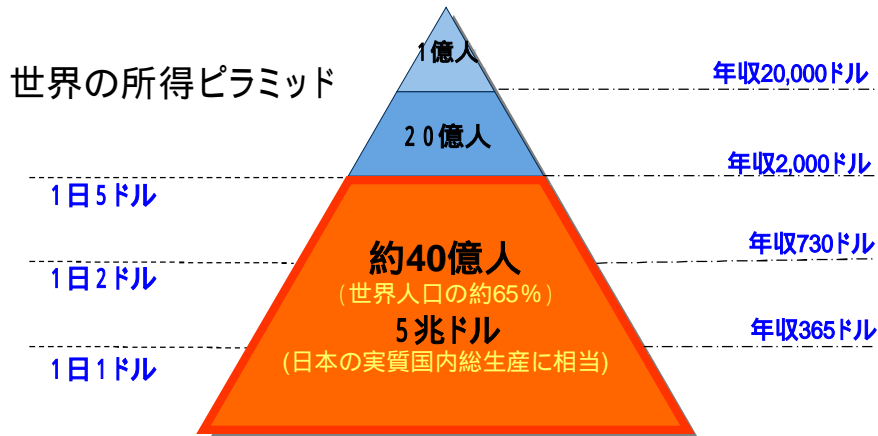 世界の所得ピラミッド
1億人
年収20,000ドル
20億人
年収2,000ドル
1日5ドル
約40億人
(世界人口の約65%)
5兆ドル
(日本の実質国内総生産に相当)
年収730ドル
1日2ドル
年収365ドル
1日1ドル